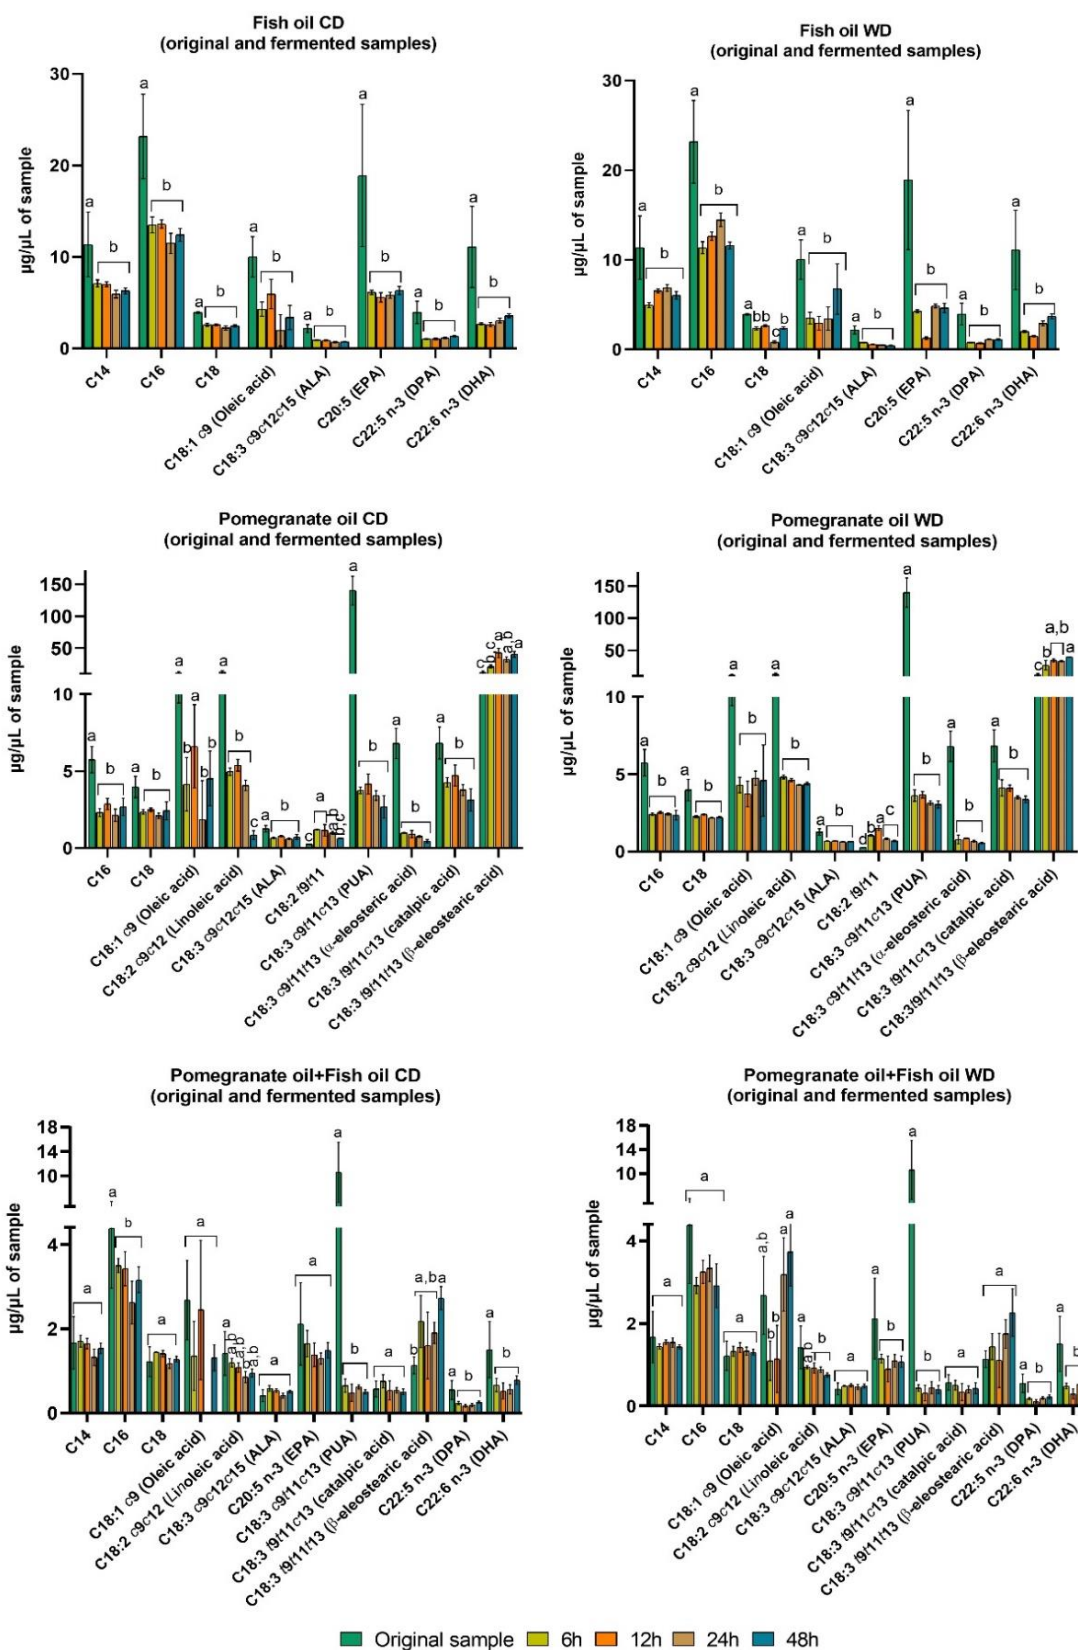 Fish oil CD
(original and fermented samples)
µg/µL of sample
30
20
10
0
a
a
a
a
a
a
a
a
b
b
b
b
b
b
b
b
C14
C16
C18
C18:1 c9 (Oleic acid)
C18:3 c9c12c15 (ALA)
C20:5 (EPA)
C22:5 n-3 (DPA)
C22:6 n-3 (DHA)
Fish oil WD
(original and fermented samples)
µg/µL of sample
30
20
10
0
a
a
a
a
a
a
a
a
b
b
bb
c
b
b
b
b
b
b
C14
C16
C18
C18:1 c9 (Oleic acid)
C18:3 c9c12c15 (ALA)
C20:5 (EPA)
C22:5 n-3 (DPA)
C22:6 n-3 (DHA)
Pomegranate oil CD
(original and fermented samples)
µg/µL of sample
150
100
50
10
5
0
a
b
a
b
a
b
a
b
b
a
b
a
b
c
a
a,b
b,c
a
b
a
b
a
b
c
b,c
a
a,b
a
C16
C18
C18:1 c9 (Oleic acid)
C18:2 c9c12 (Linoleic acid)
C18:3 c9c12c15 (ALA)
C18:2 t9t11
C18:3 c9t11c13 (PUA)
C18:3 c9t11t13 (α-eleosteric acid)
C18:3 t9t11c13 (catalpic acid)
C18:3 t9t11t13 (β-eleostearic acid)
Pomegranate oil WD
(original and fermented samples)
µg/µL of sample
150
100
50
10
5
0
a
b
a
b
a
b
a
b
a
b
d
b
a
c
a
b
a
b
a
b
c
b
a,b
a
C16
C18
C18:1 c9 (Oleic acid)
C18:2 c9c12 (Linoleic acid)
C18:3 c9c12c15 (ALA)
C18:2 t9t11
C18:3 c9t11c13 (PUA)
C18:3 c9t11t13 (α-eleosteric acid)
C18:3 t9t11c13 (catalpic acid)
C18:3t9t11t13 (β-eleostearic acid)
Pomegranate oil+Fish oil CD
(original and fermented samples)
µg/µL of sample
18
14
10
4
2
0
a
a
b
a
a
a
a,b
a,b
b
a,b
a
a
a
b
a
b
a
a,b
a
a
b
a
b
C14
C16
C18
C18:1 c9 (Oleic acid)
C18:2 c9c12 (Linoleic acid)
C18:3 c9c12c15 (ALA)
C20:5 n-3 (EPA)
C18:3 c9t11c13 (PUA)
C18:3 t9t11c13 (catalpic acid)
C18:3 t9t11t13 (β-eleostearic acid)
C22:5 n-3 (DPA)
C22:6 n-3 (DHA)
Pomegranate oil+Fish oil WD
(original and fermented samples)
µg/µL of sample
18
14
10
4
2
0
a
a
a
a,b
b
b
a
a
a
a,b
b
a
a
b
a
b
a
a
a
b
a
b
C14
C16
C18
C18:1 c9 (Oleic acid)
C18:2 c9c12 (Linoleic acid)
C18:3 c9c12c15 (ALA)
C20:5 n-3 (EPA)
C18:3 c9t11c13 (PUA)
C18:3 t9t11c13 (catalpic acid)
C18:3 t9t11t13 (β-eleostearic acid)
C22:5 n-3 (DPA)
C22:6 n-3 (DHA)
Original sample 6h 12h 24h 48h